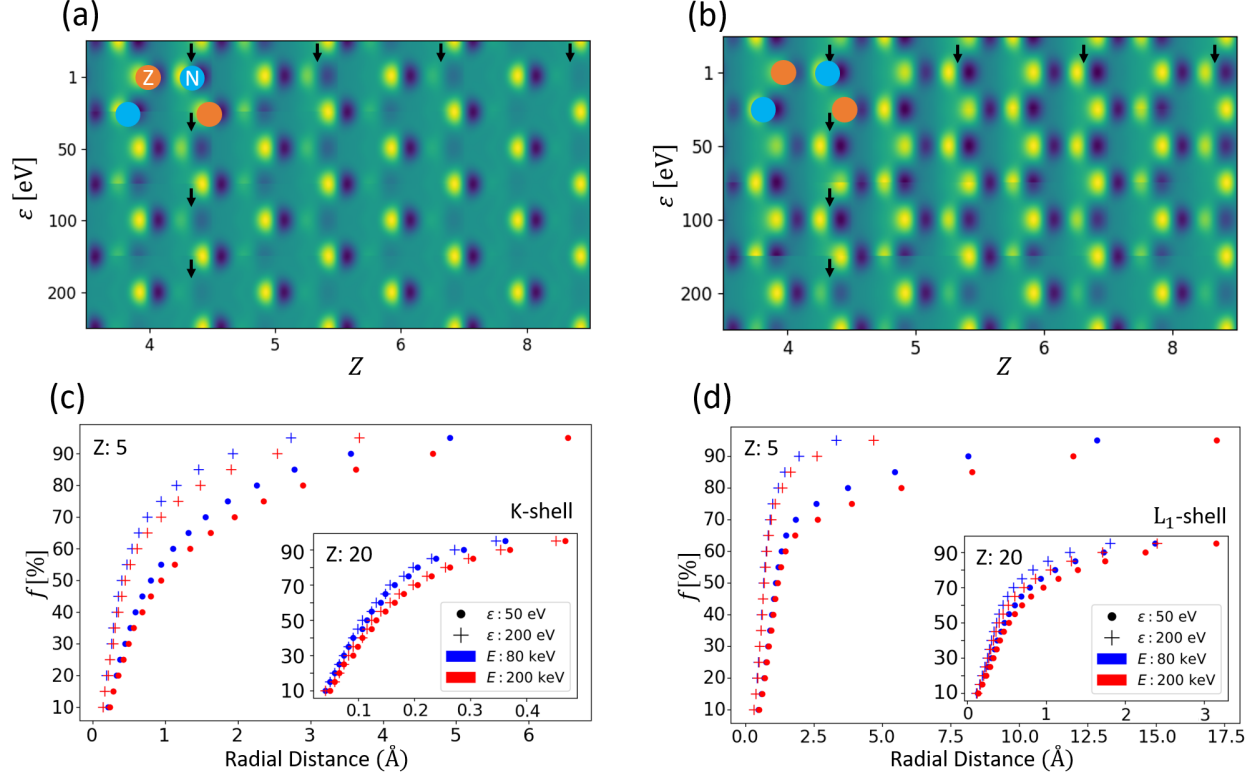 (a)
Z N
1
50
100
200
ε [eV]
4 5 6 8
Z
(b)
Z N
1
50
100
200
ε [eV]
4 5 6 8
Z
(c)
Z: 5
K-shell
90
80
70
60
50
40
30
20
10
f[%]
0 1 2 3 4 5 6
Radial Distance (Å)
Z: 20
90
70
50
30
10
0.1 0.2 0.3 0.4
ε : 50 eV
ε : 200 eV
E : 80 keV
E : 200 keV
(d)
Z: 5
L₁-shell
90
80
70
60
50
40
30
20
10
f[%]
0.0 2.5 5.0 7.5 10.0 12.5 15.0 17.5
Radial Distance (Å)
Z: 20
90
70
50
30
10
0 1 2 3
ε : 50 eV
ε : 200 eV
E : 80 keV
E : 200 keV